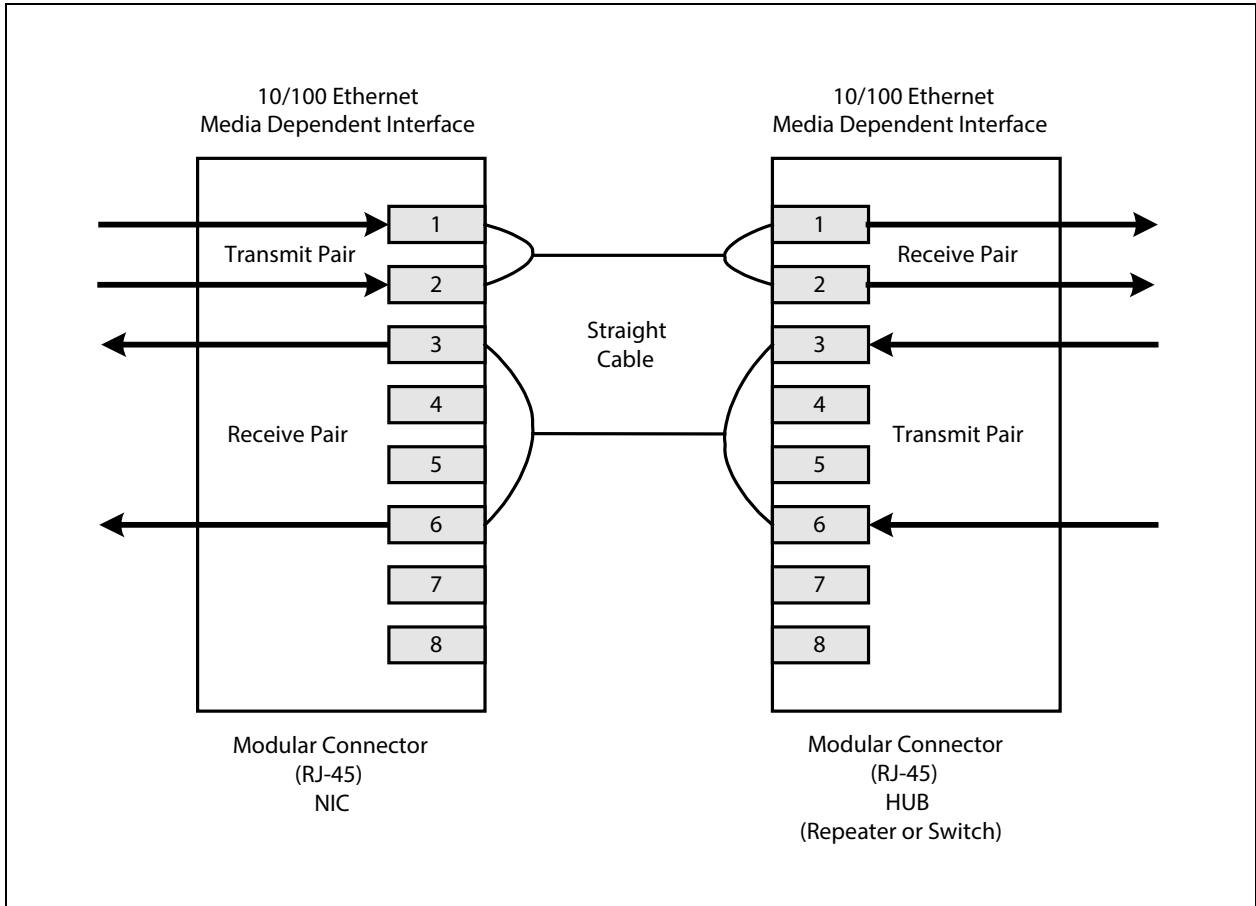 10/100 Ethernet
Media Dependent Interface
10/100 Ethernet
Media Dependent Interface
1
Transmit Pair
2
3
4
Receive Pair
5
6
7
8
Straight
Cable
1
Receive Pair
2
3
4
Transmit Pair
5
6
7
8
Modular Connector
(RJ-45)
NIC
Modular Connector
(RJ-45)
HUB
(Repeater or Switch)